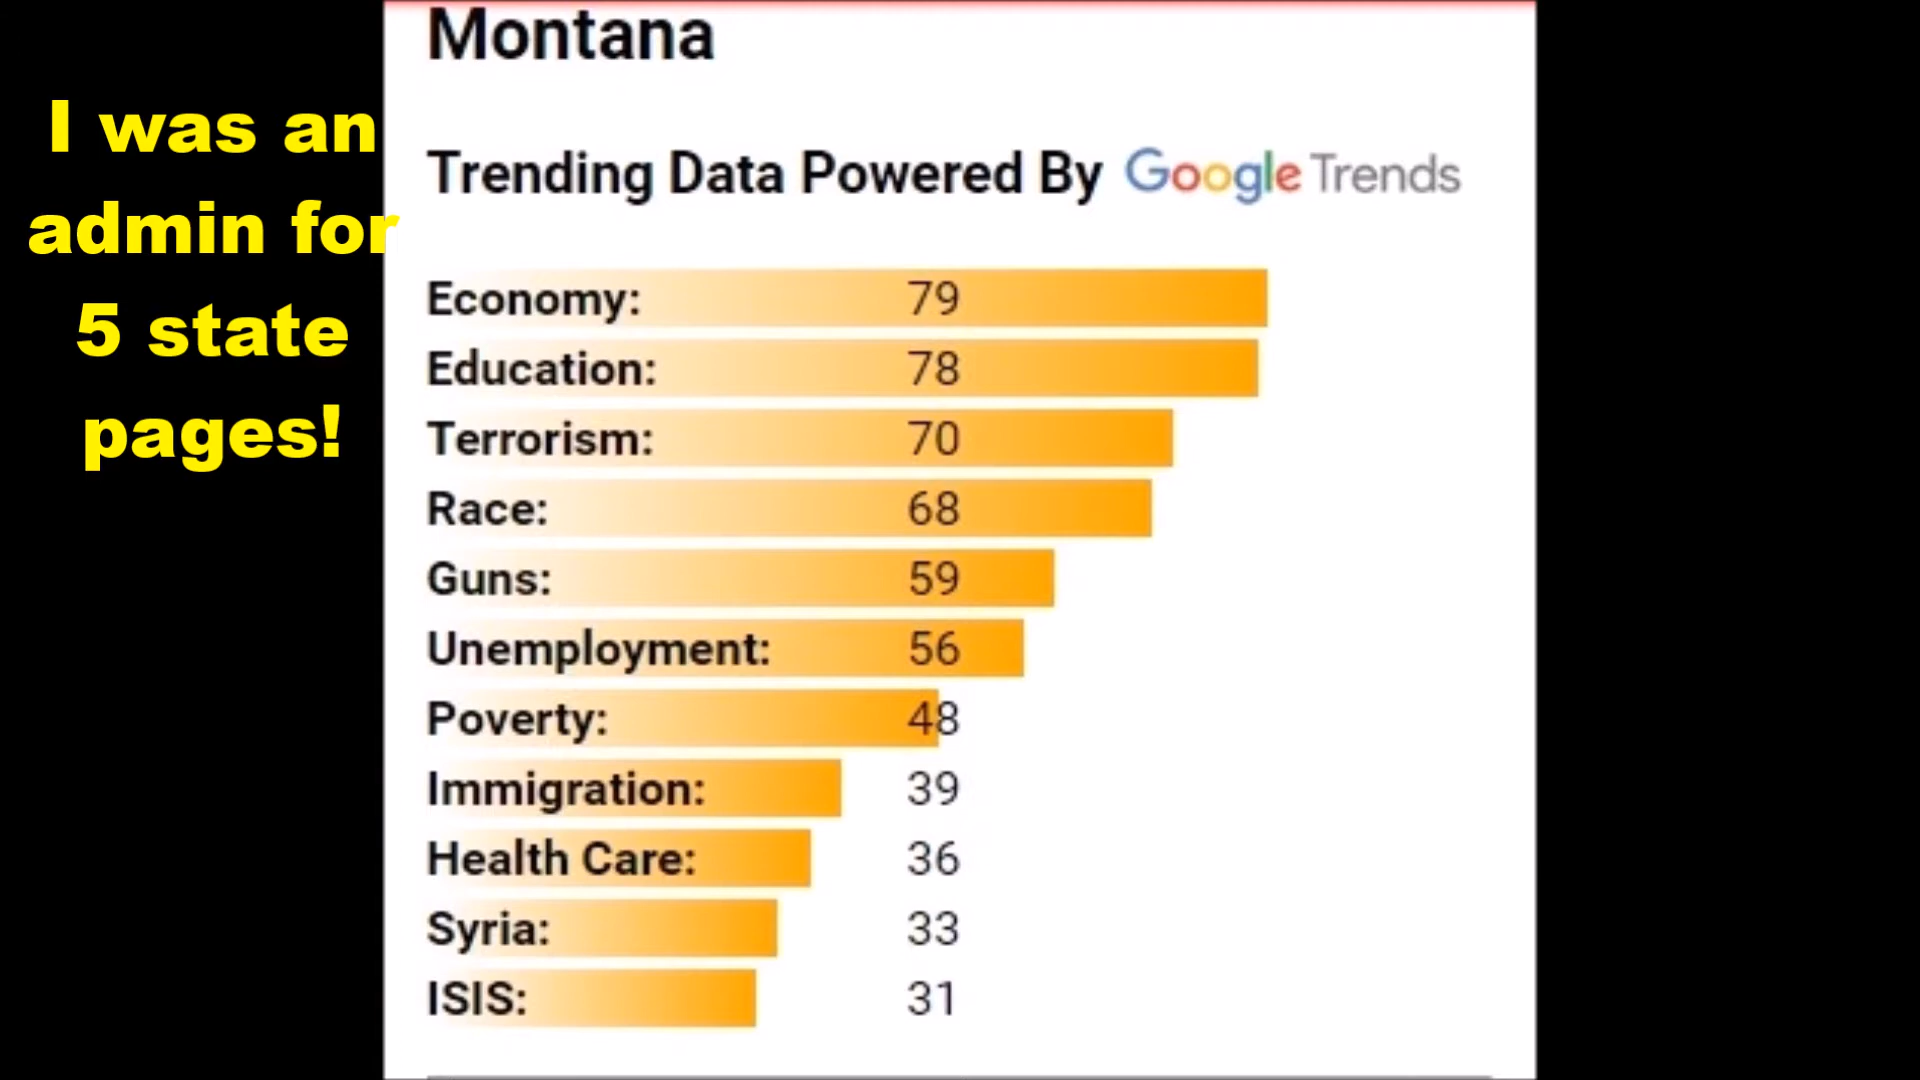 I was an
admin for
5 state
pages!
Montana
Trending Data Powered By Google Trends
Economy: 79
Education: 78
Terrorism: 70
Race: 68
Guns: 59
Unemployment: 56
Poverty: 48
Immigration: 39
Health Care: 36
Syria: 33
ISIS: 31